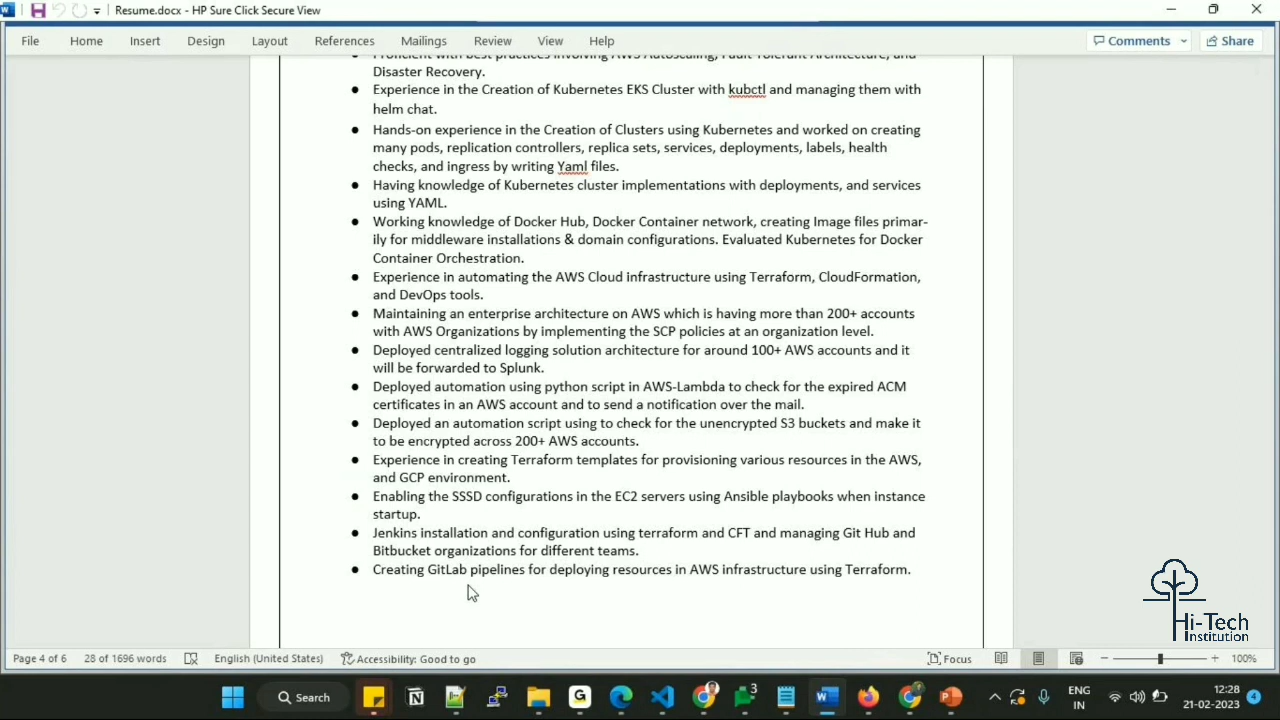 Resume.docx - HP Sure Click Secure View
File Home Insert Design Layout References Mailings Review View Help Comments Share
Proficient with best practices involving AWS Autoscaling, Fault Tolerant Architecture, and
Disaster Recovery.
● Experience in the Creation of Kubernetes EKS Cluster with kubctl and managing them with
helm chat.
● Hands-on experience in the Creation of Clusters using Kubernetes and worked on creating
many pods, replication controllers, replica sets, services, deployments, labels, health
checks, and ingress by writing Yaml files.
● Having knowledge of Kubernetes cluster implementations with deployments, and services
using YAML.
● Working knowledge of Docker Hub, Docker Container network, creating Image files primar-
ily for middleware installations & domain configurations. Evaluated Kubernetes for Docker
Container Orchestration.
● Experience in automating the AWS Cloud infrastructure using Terraform, CloudFormation,
and DevOps tools.
● Maintaining an enterprise architecture on AWS which is having more than 200+ accounts
with AWS Organizations by implementing the SCP policies at an organization level.
● Deployed centralized logging solution architecture for around 100+ AWS accounts and it
will be forwarded to Splunk.
● Deployed automation using python script in AWS-Lambda to check for the expired ACM
certificates in an AWS account and to send a notification over the mail.
● Deployed an automation script using to check for the unencrypted S3 buckets and make it
to be encrypted across 200+ AWS accounts.
● Experience in creating Terraform templates for provisioning various resources in the AWS,
and GCP environment.
● Enabling the SSSD configurations in the EC2 servers using Ansible playbooks when instance
startup.
● Jenkins installation and configuration using terraform and CFT and managing Git Hub and
Bitbucket organizations for different teams.
● Creating GitLab pipelines for deploying resources in AWS infrastructure using Terraform.
Hi-Tech
Institution
Page 4 of 6 28 of 1696 words English (United States) Accessibility: Good to go Focus 100%
Search 3 ENG 12:28
IN 21-02-2023 4